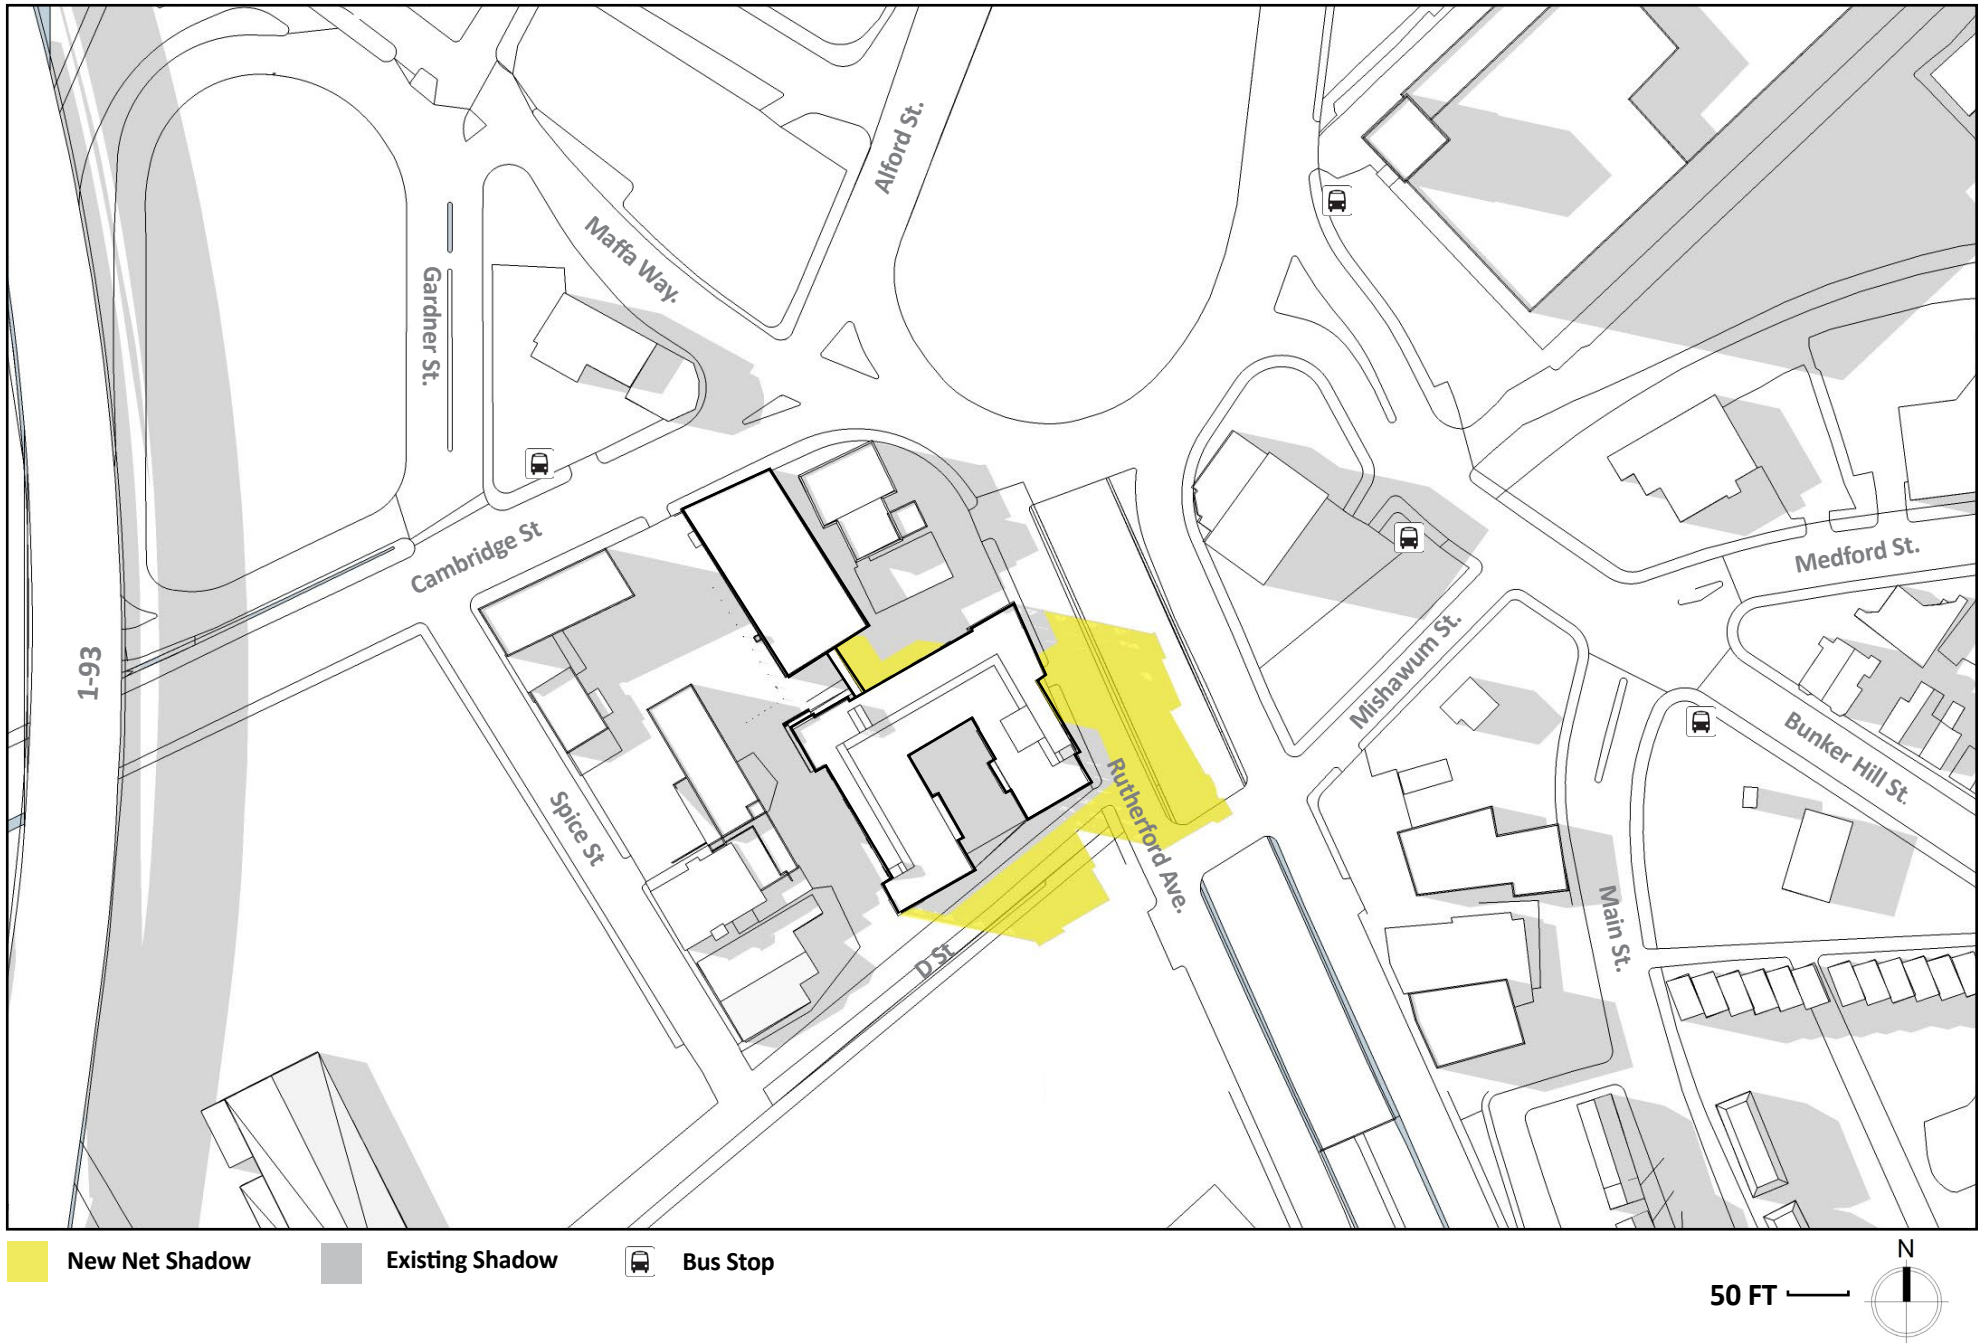 Alford St.
Maffa Way.
Gardner St.
Cambridge St
Medford St.
Mishawum St.
1-93
Bunker Hill St.
Rutherford Ave.
Spice St
Main St.
D St
New Net Shadow
Existing Shadow
Bus Stop
N
50 FT